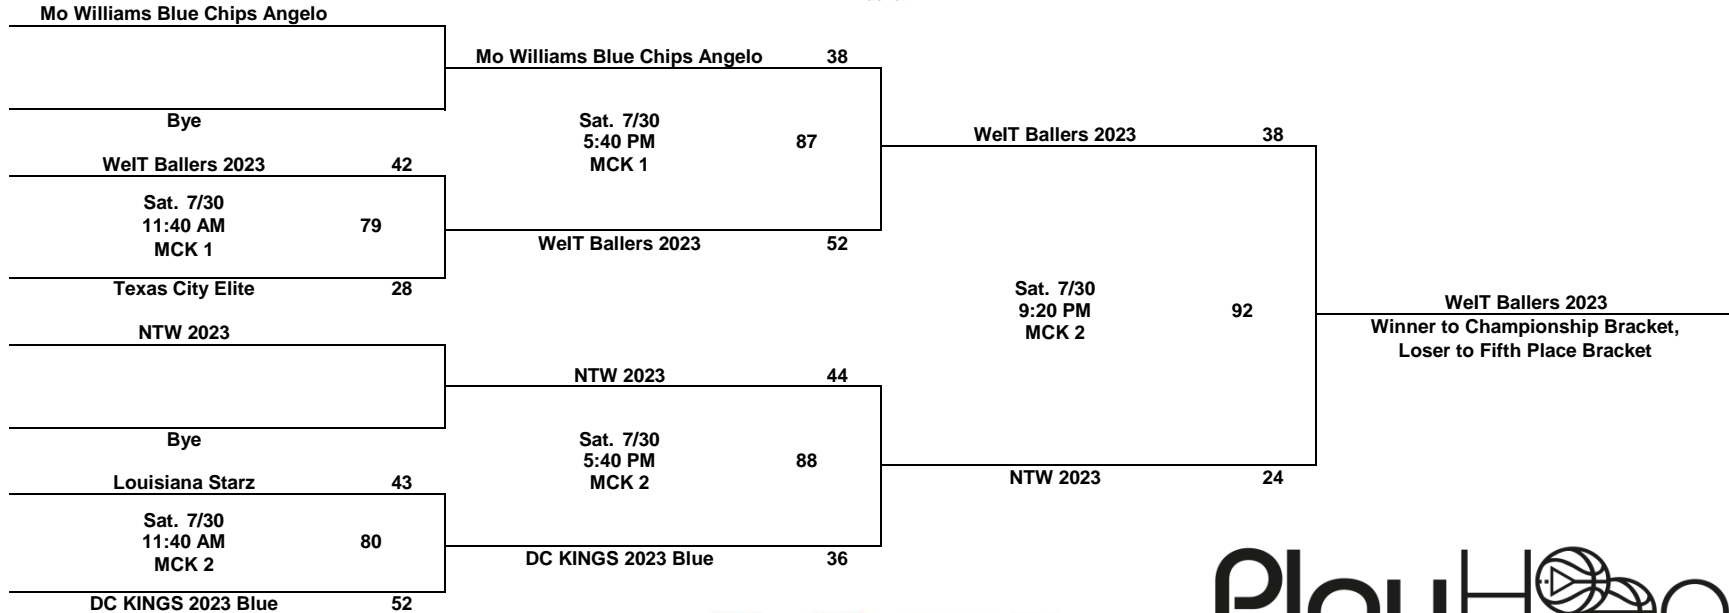 Mo Williams Blue Chips Angelo
Mo Williams Blue Chips Angelo 38
Bye
Sat. 7/30
5:40 PM 87
MCK 1
WeIT Ballers 2023 38
WeIT Ballers 2023 42
Sat. 7/30
11:40 AM 79
MCK 1
WeIT Ballers 2023 52
Texas City Elite 28
Sat. 7/30
9:20 PM 92
MCK 2
WeIT Ballers 2023
Winner to Championship Bracket,
Loser to Fifth Place Bracket
NTW 2023
NTW 2023 44
Bye
Sat. 7/30
5:40 PM 88
MCK 2
NTW 2023 24
Louisiana Starz 43
Sat. 7/30
11:40 AM 80
MCK 2
DC KINGS 2023 Blue 36
DC KINGS 2023 Blue 52